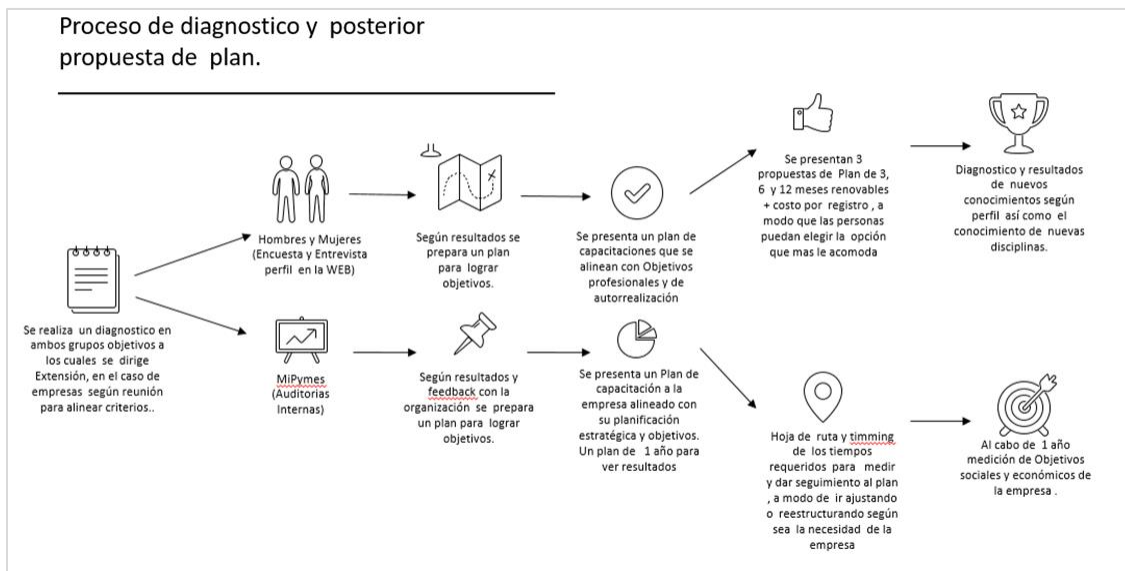 Proceso de diagnostico y posterior
propuesta de plan.
Se realiza un diagnostico en
ambos grupos objetivos a
los cuales se dirige
Extensión, en el caso de
empresas según reunión
para alinear criterios..
Hombres y Mujeres
(Encuesta y Entrevista
perfil en la WEB)
Según resultados se
prepara un plan
para lograr
objetivos.
Se presenta un plan de
capacitaciones que se
alinean con Objetivos
profesionales y de
autorrealización
Se presentan 3
propuestas de Plan de 3,
6 y 12 meses renovables
+ costo por registro , a
modo que las personas
puedan elegir la opción
que mas le acomoda
Diagnostico y resultados
de nuevos
conocimientos según
perfil así como el
conocimiento de nuevas
disciplinas.
MiPymes
(Auditorias
Internas)
Según resultados y
feedback con la
organización se prepara
un plan para lograr
objetivos.
Se presenta un Plan de
capacitación a la
empresa alineado con
su planificación
estratégica y objetivos.
Un plan de 1 año para
ver resultados
Hoja de ruta y timming
de los tiempos
requeridos para medir
y dar seguimiento al plan
, a modo de ir ajustando
o reestructurando según
sea la necesidad de la
empresa
Al cabo de 1 año
medición de Objetivos
sociales y económicos de
la empresa .